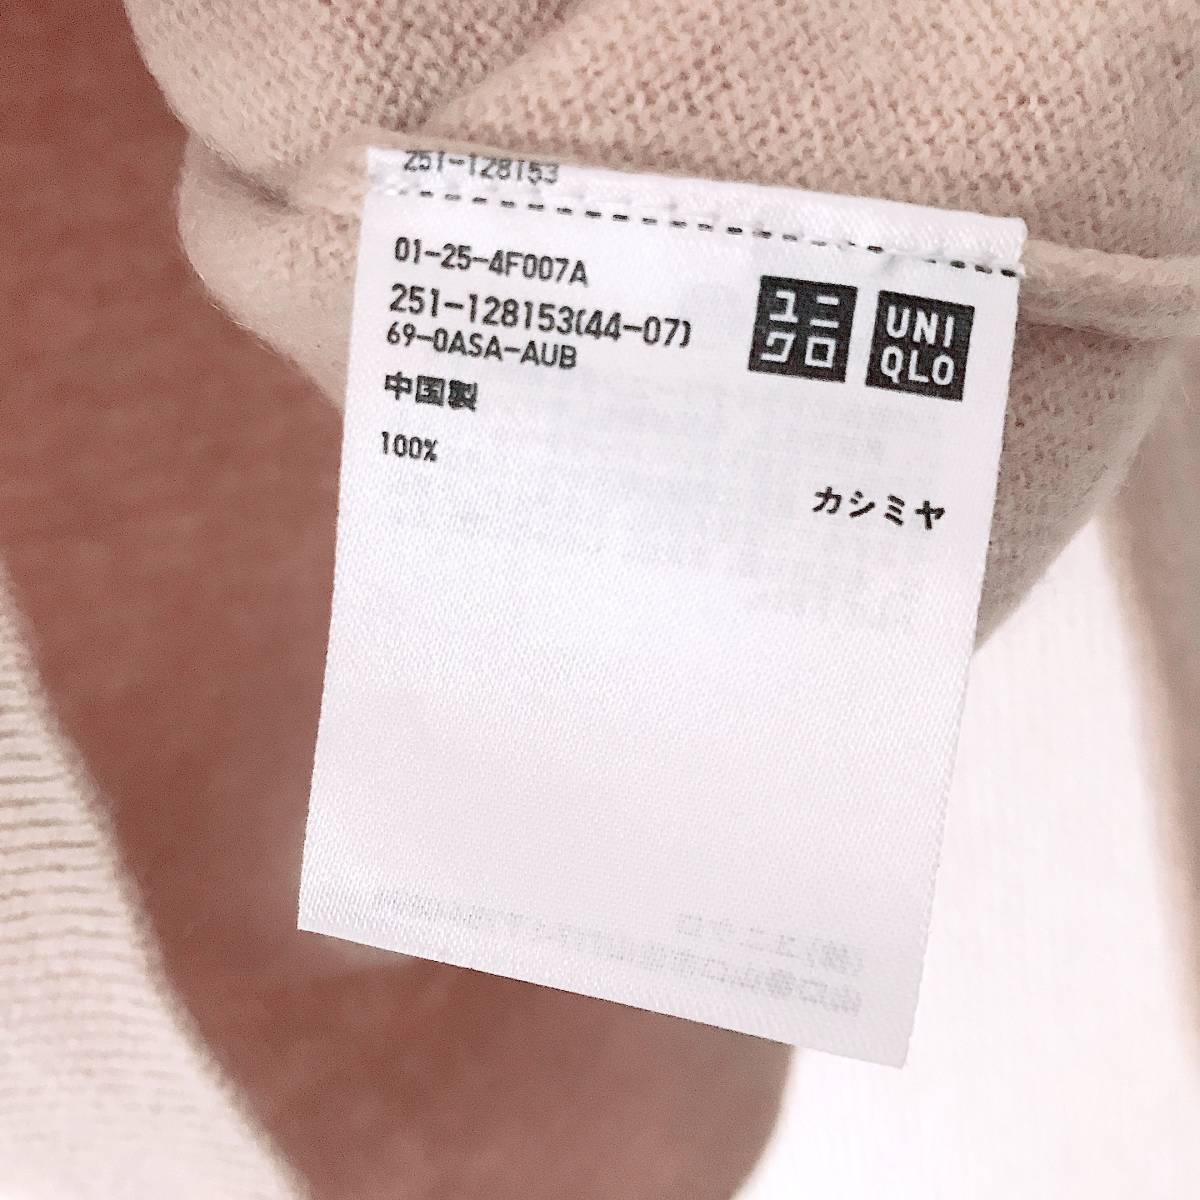 251-128153
01-25-4F007A
251-128153(44-07)
69-0ASA-AUB
中国製
ユニ
クロ
UNI
QLO
100%
カシミヤ